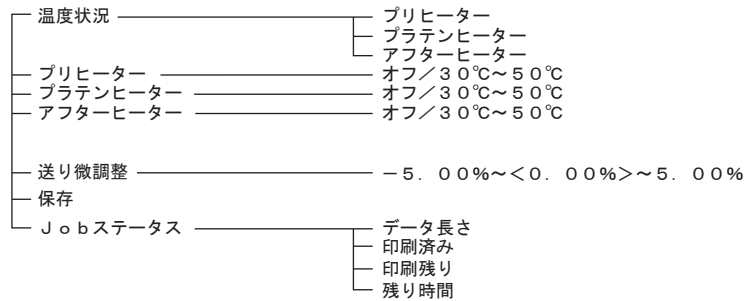 温度状況 プリヒーター
プラテンヒーター
アフターヒーター
プリヒーター オフ／３０℃～５０℃
プラテンヒーター オフ／３０℃～５０℃
アフターヒーター オフ／３０℃～５０℃
送り微調整 －５．００％～＜０．００％＞～５．００％
保存
Ｊｏｂステータス データ長さ
印刷済み
印刷残り
残り時間